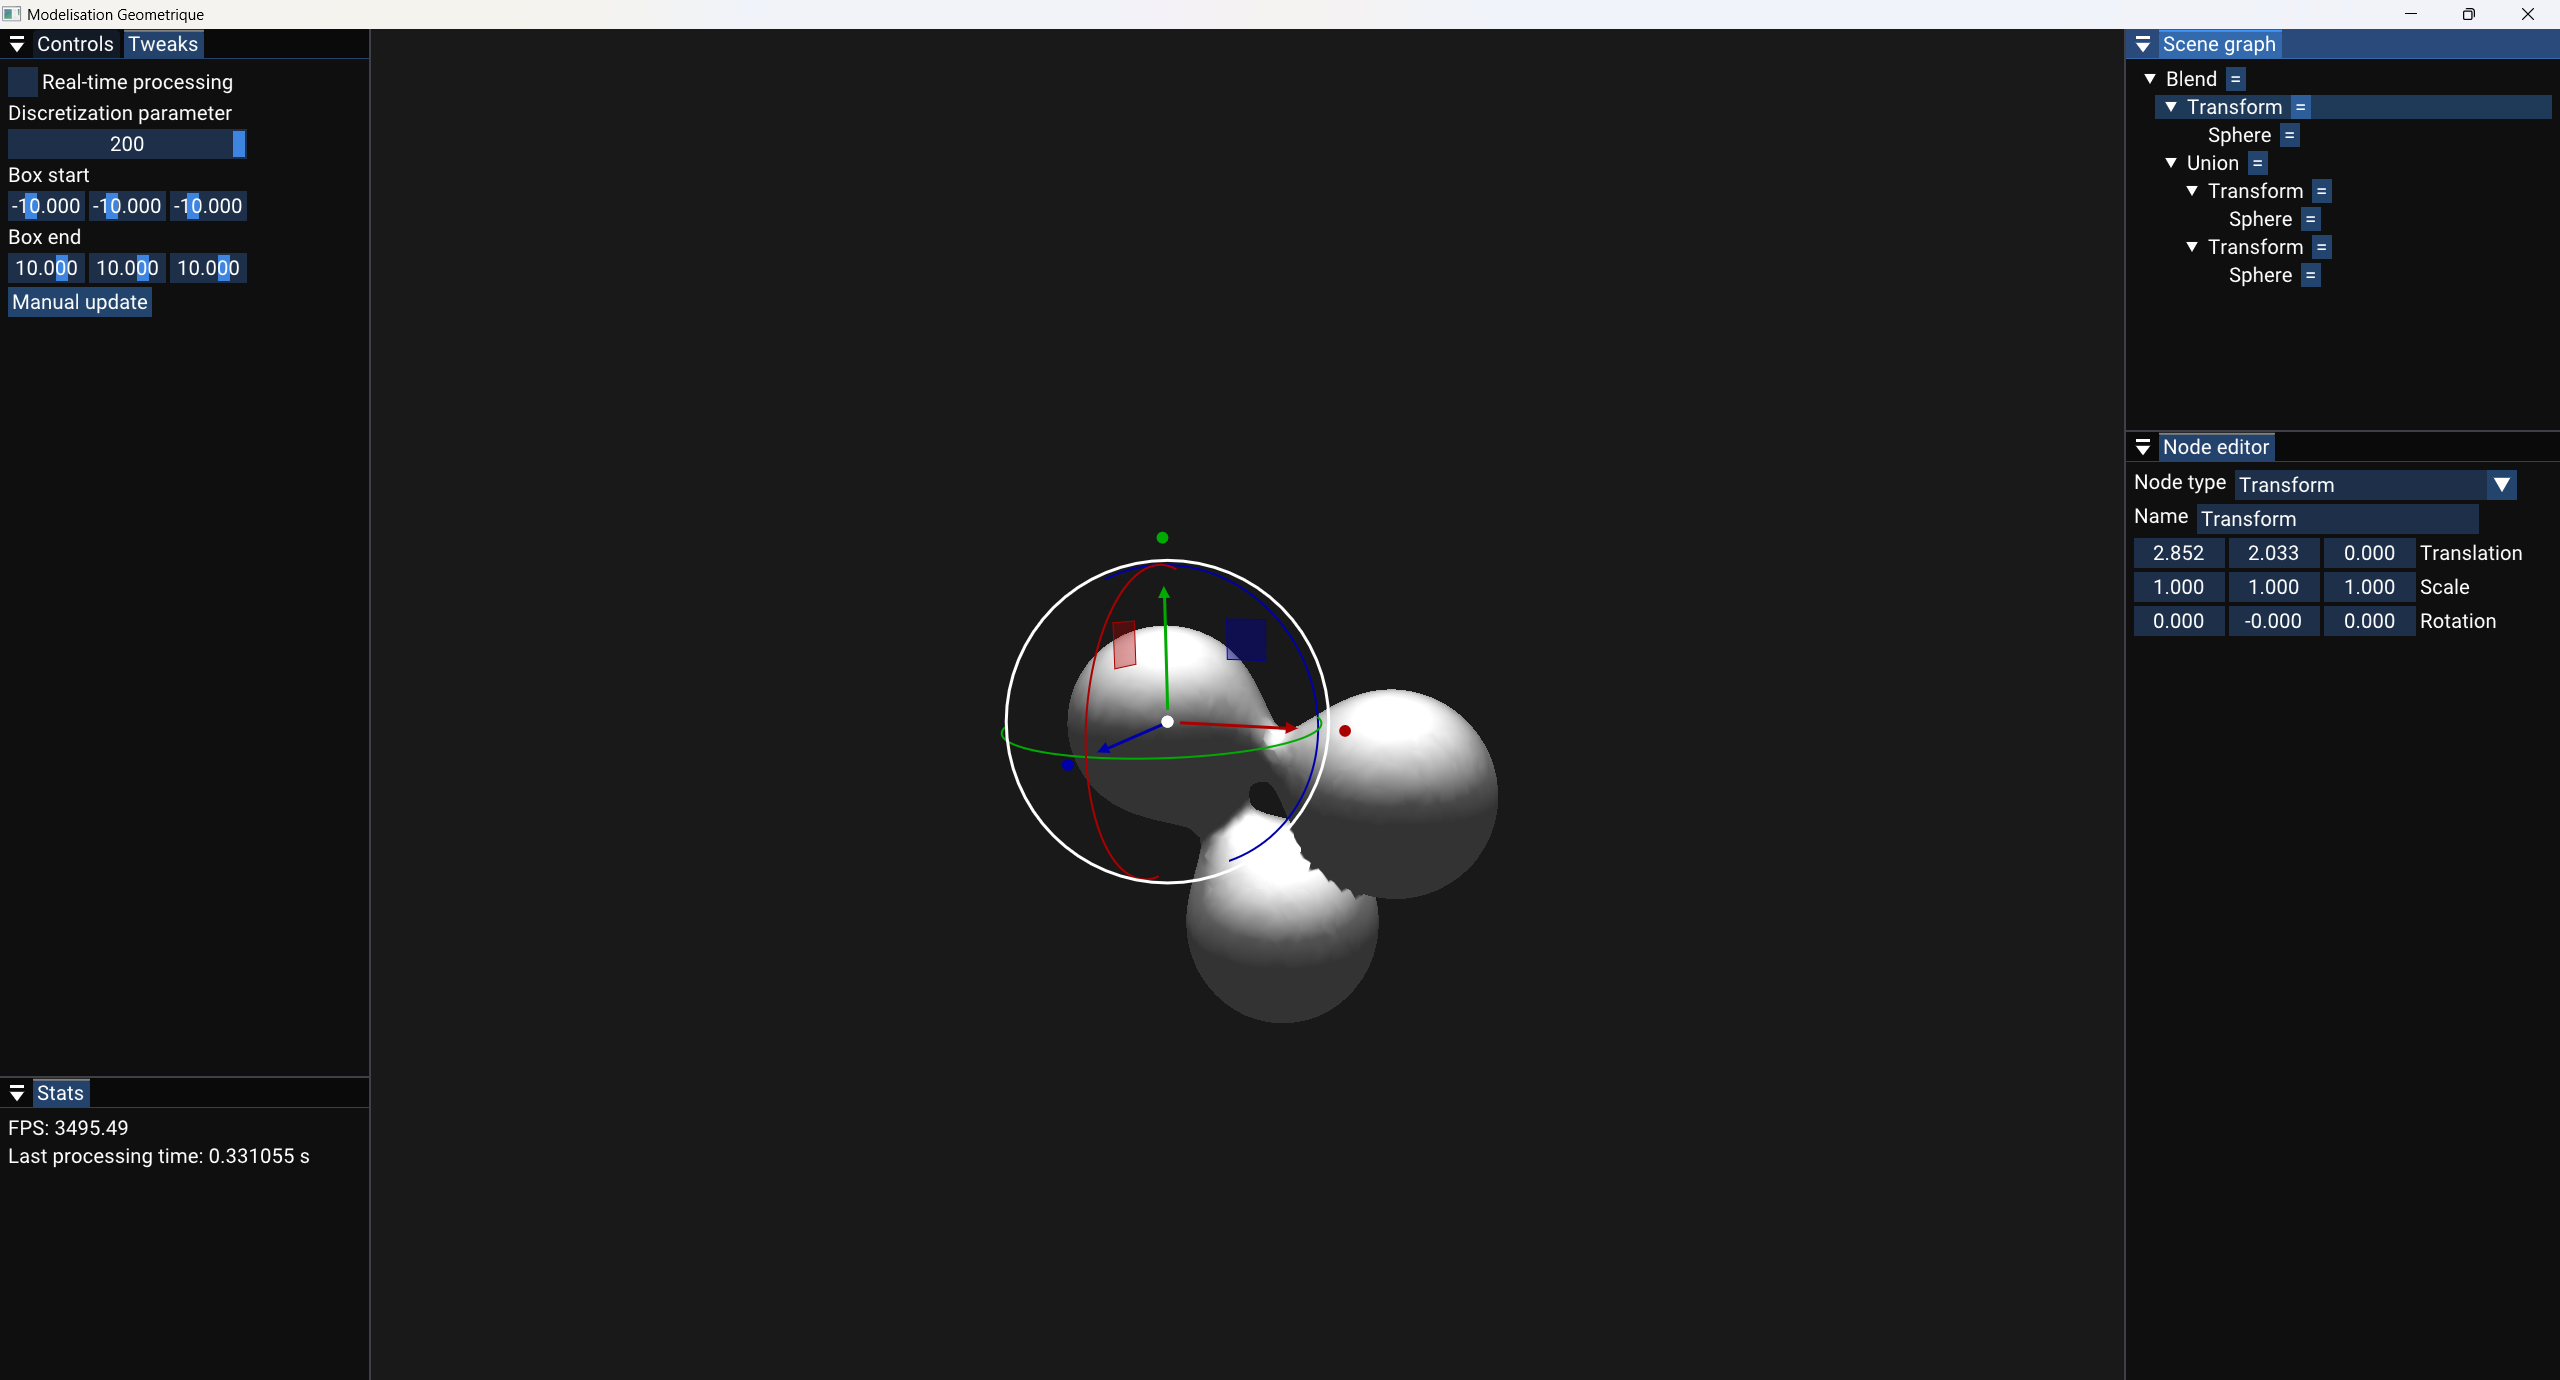 Modelisation Geometrique
Controls Tweaks
Real-time processing
Discretization parameter
200
Box start
-10.000 -10.000 -10.000
Box end
10.000 10.000 10.000
Manual update
Stats
FPS: 3495.49
Last processing time: 0.331055 s
Scene graph
Blend =
Transform =
Sphere =
Union =
Transform =
Sphere =
Transform =
Sphere =
Node editor
Node type Transform
Name Transform
2.852 2.033 0.000 Translation
1.000 1.000 1.000 Scale
0.000 -0.000 0.000 Rotation